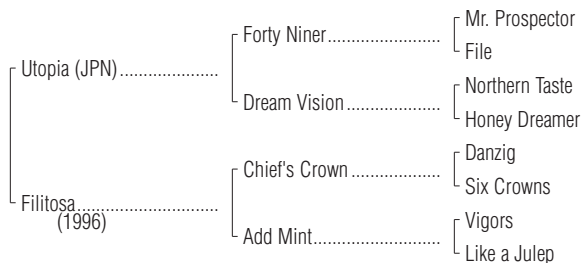 Mr. Prospector
Forty Niner
File
Utopia (JPN)
Northern Taste
Dream Vision
Honey Dreamer
Danzig
Chief's Crown
Six Crowns
Filitosa
(1996)
Vigors
Add Mint
Like a Julep